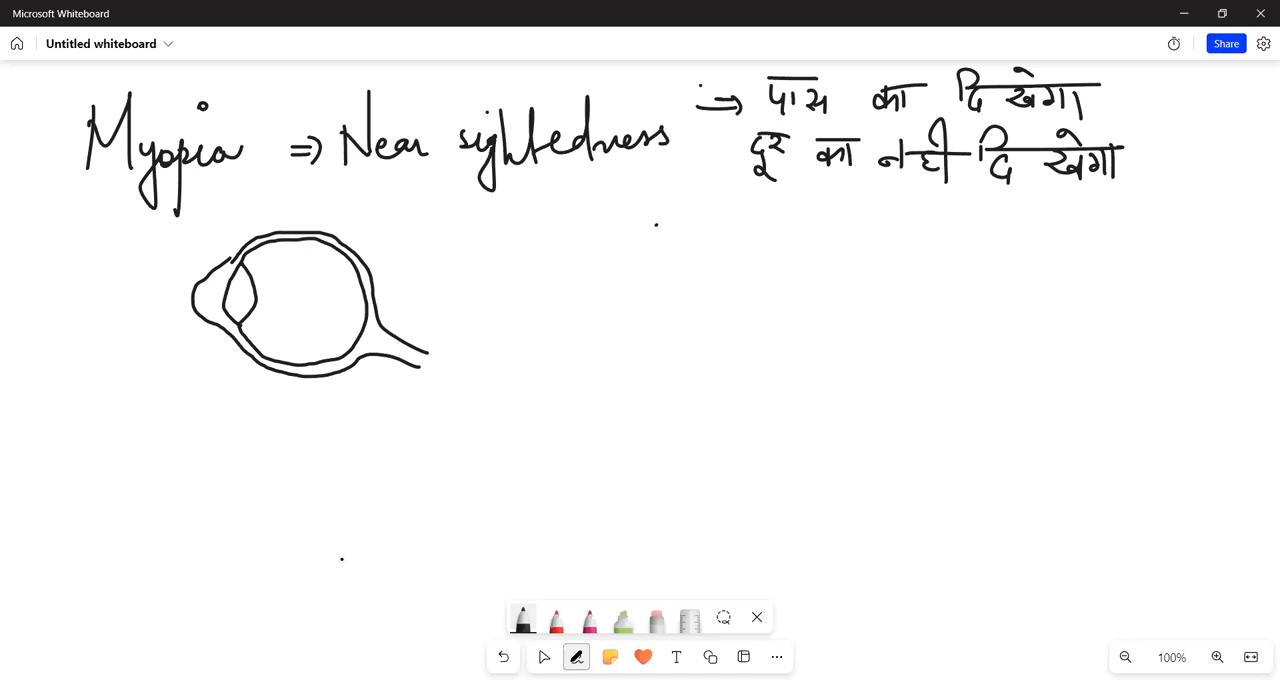 Microsoft Whiteboard
Untitled whiteboard
Share
Myopia => Near sightedness => पास का दिखेगा
दूर का नही दिखेगा
100%